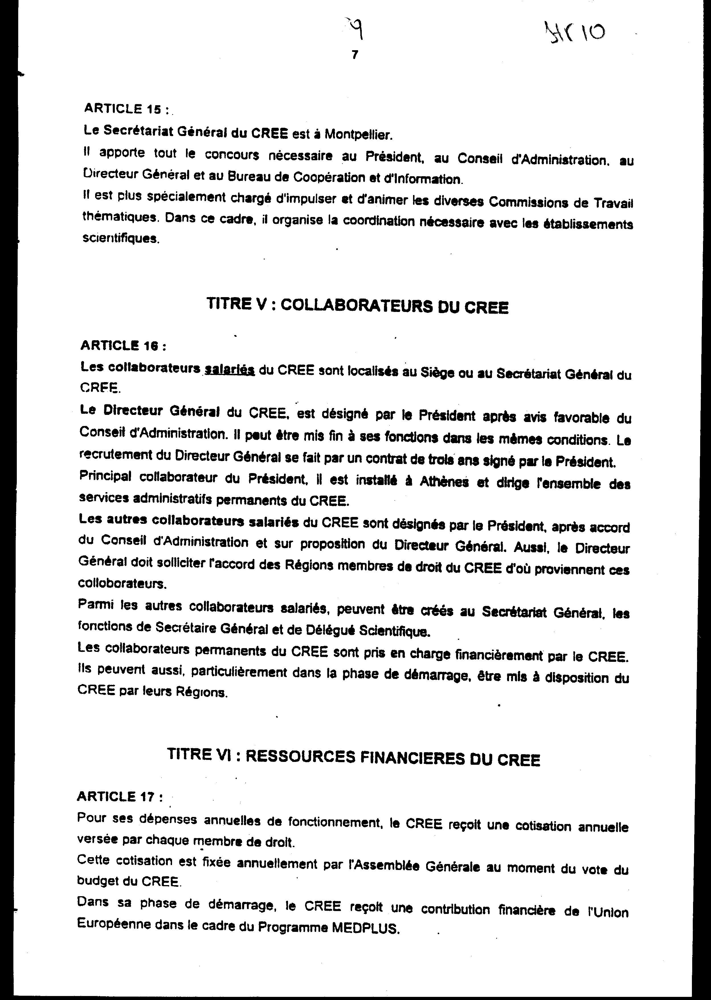 9
10
7
ARTICLE 15 :
Le Secrétariat Général du CREE est à Montpellier.
Il apporte tout le concours nécessaire au Président, au Conseil d'Administration, au
Directeur Général et au Bureau de Coopération et d'Information.
Il est plus spécialement chargé d'impulser et d'animer les diverses Commissions de Travail
thématiques. Dans ce cadre, il organise la coordination nécessaire avec les établissements
scientifiques.
TITRE V : COLLABORATEURS DU CREE
ARTICLE 16 :
Les collaborateurs salariés du CREE sont localisés au Siège ou au Secrétariat Général du
CREE.
Le Directeur Général du CREE, est désigné par le Président après avis favorable du
Conseil d'Administration. Il peut être mis fin à ses fonctions dans les mêmes conditions. Le
recrutement du Directeur Général se fait par un contrat de trois ans signé par le Président.
Principal collaborateur du Président, il est installé à Athènes et dirige l'ensemble des
services administratifs permanents du CREE.
Les autres collaborateurs salariés du CREE sont désignés par le Président, après accord
du Conseil d'Administration et sur proposition du Directeur Général. Aussi, le Directeur
Général doit solliciter l'accord des Régions membres de droit du CREE d'où proviennent ces
colloborateurs.
Parmi les autres collaborateurs salariés, peuvent être créés au Secrétariat Général, les
fonctions de Secrétaire Général et de Délégué Scientifique.
Les collaborateurs permanents du CREE sont pris en charge financièrement par le CREE.
Ils peuvent aussi, particulièrement dans la phase de démarrage, être mis à disposition du
CREE par leurs Régions.
TITRE VI : RESSOURCES FINANCIERES DU CREE
ARTICLE 17 :
Pour ses dépenses annuelles de fonctionnement, le CREE reçoit une cotisation annuelle
versée par chaque membre de droit.
Cette cotisation est fixée annuellement par l'Assemblée Générale au moment du vote du
budget du CREE.
Dans sa phase de démarrage, le CREE reçoit une contribution financière de l'Union
Européenne dans le cadre du Programme MEDPLUS.